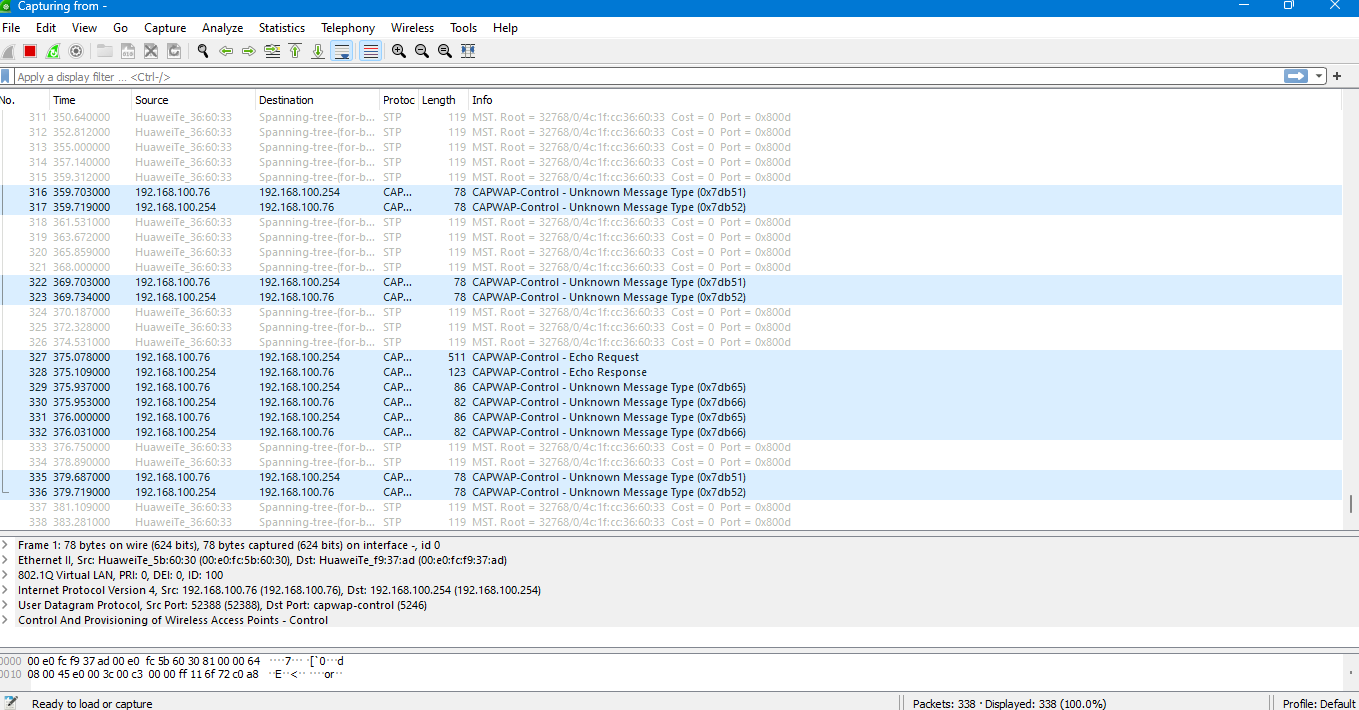 Capturing from -
File Edit View Go Capture Analyze Statistics Telephony Wireless Tools Help
Apply a display filter ... <Ctrl-/>
No. Time Source Destination Protoc Length Info
311 350.640000 HuaweiTe_36:60:33 Spanning-tree-(for-b... STP 119 MST. Root = 32768/0/4c:1f:cc:36:60:33 Cost = 0 Port = 0x800d
312 352.812000 HuaweiTe_36:60:33 Spanning-tree-(for-b... STP 119 MST. Root = 32768/0/4c:1f:cc:36:60:33 Cost = 0 Port = 0x800d
313 355.000000 HuaweiTe_36:60:33 Spanning-tree-(for-b... STP 119 MST. Root = 32768/0/4c:1f:cc:36:60:33 Cost = 0 Port = 0x800d
314 357.140000 HuaweiTe_36:60:33 Spanning-tree-(for-b... STP 119 MST. Root = 32768/0/4c:1f:cc:36:60:33 Cost = 0 Port = 0x800d
315 359.312000 HuaweiTe_36:60:33 Spanning-tree-(for-b... STP 119 MST. Root = 32768/0/4c:1f:cc:36:60:33 Cost = 0 Port = 0x800d
316 359.703000 192.168.100.76 192.168.100.254 CAP... 78 CAPWAP-Control - Unknown Message Type (0x7db51)
317 359.719000 192.168.100.254 192.168.100.76 CAP... 78 CAPWAP-Control - Unknown Message Type (0x7db52)
318 361.531000 HuaweiTe_36:60:33 Spanning-tree-(for-b... STP 119 MST. Root = 32768/0/4c:1f:cc:36:60:33 Cost = 0 Port = 0x800d
319 363.672000 HuaweiTe_36:60:33 Spanning-tree-(for-b... STP 119 MST. Root = 32768/0/4c:1f:cc:36:60:33 Cost = 0 Port = 0x800d
320 365.859000 HuaweiTe_36:60:33 Spanning-tree-(for-b... STP 119 MST. Root = 32768/0/4c:1f:cc:36:60:33 Cost = 0 Port = 0x800d
321 368.000000 HuaweiTe_36:60:33 Spanning-tree-(for-b... STP 119 MST. Root = 32768/0/4c:1f:cc:36:60:33 Cost = 0 Port = 0x800d
322 369.703000 192.168.100.76 192.168.100.254 CAP... 78 CAPWAP-Control - Unknown Message Type (0x7db51)
323 369.734000 192.168.100.254 192.168.100.76 CAP... 78 CAPWAP-Control - Unknown Message Type (0x7db52)
324 370.187000 HuaweiTe_36:60:33 Spanning-tree-(for-b... STP 119 MST. Root = 32768/0/4c:1f:cc:36:60:33 Cost = 0 Port = 0x800d
325 372.328000 HuaweiTe_36:60:33 Spanning-tree-(for-b... STP 119 MST. Root = 32768/0/4c:1f:cc:36:60:33 Cost = 0 Port = 0x800d
326 374.531000 HuaweiTe_36:60:33 Spanning-tree-(for-b... STP 119 MST. Root = 32768/0/4c:1f:cc:36:60:33 Cost = 0 Port = 0x800d
327 375.078000 192.168.100.76 192.168.100.254 CAP... 511 CAPWAP-Control - Echo Request
328 375.109000 192.168.100.254 192.168.100.76 CAP... 123 CAPWAP-Control - Echo Response
329 375.937000 192.168.100.76 192.168.100.254 CAP... 86 CAPWAP-Control - Unknown Message Type (0x7db65)
330 375.953000 192.168.100.254 192.168.100.76 CAP... 82 CAPWAP-Control - Unknown Message Type (0x7db66)
331 376.000000 192.168.100.76 192.168.100.254 CAP... 86 CAPWAP-Control - Unknown Message Type (0x7db65)
332 376.031000 192.168.100.254 192.168.100.76 CAP... 82 CAPWAP-Control - Unknown Message Type (0x7db66)
333 376.750000 HuaweiTe_36:60:33 Spanning-tree-(for-b... STP 119 MST. Root = 32768/0/4c:1f:cc:36:60:33 Cost = 0 Port = 0x800d
334 378.890000 HuaweiTe_36:60:33 Spanning-tree-(for-b... STP 119 MST. Root = 32768/0/4c:1f:cc:36:60:33 Cost = 0 Port = 0x800d
335 379.687000 192.168.100.76 192.168.100.254 CAP... 78 CAPWAP-Control - Unknown Message Type (0x7db51)
336 379.719000 192.168.100.254 192.168.100.76 CAP... 78 CAPWAP-Control - Unknown Message Type (0x7db52)
337 381.109000 HuaweiTe_36:60:33 Spanning-tree-(for-b... STP 119 MST. Root = 32768/0/4c:1f:cc:36:60:33 Cost = 0 Port = 0x800d
338 383.281000 HuaweiTe_36:60:33 Spanning-tree-(for-b... STP 119 MST. Root = 32768/0/4c:1f:cc:36:60:33 Cost = 0 Port = 0x800d
Frame 1: 78 bytes on wire (624 bits), 78 bytes captured (624 bits) on interface -, id 0
Ethernet II, Src: HuaweiTe_5b:60:30 (00:e0:fc:5b:60:30), Dst: HuaweiTe_f9:37:ad (00:e0:fc:f9:37:ad)
802.1Q Virtual LAN, PRI: 0, DEI: 0, ID: 100
Internet Protocol Version 4, Src: 192.168.100.76 (192.168.100.76), Dst: 192.168.100.254 (192.168.100.254)
User Datagram Protocol, Src Port: 52388 (52388), Dst Port: capwap-control (5246)
Control And Provisioning of Wireless Access Points - Control
0000 00 e0 fc f9 37 ad 00 e0 fc 5b 60 30 81 00 00 64 ····7··· ·[`0···d
0010 08 00 45 e0 00 3c 00 c3 00 00 ff 11 6f 72 c0 a8 ··E··<·· ····or··
Ready to load or capture Packets: 338 · Displayed: 338 (100.0%) Profile: Default